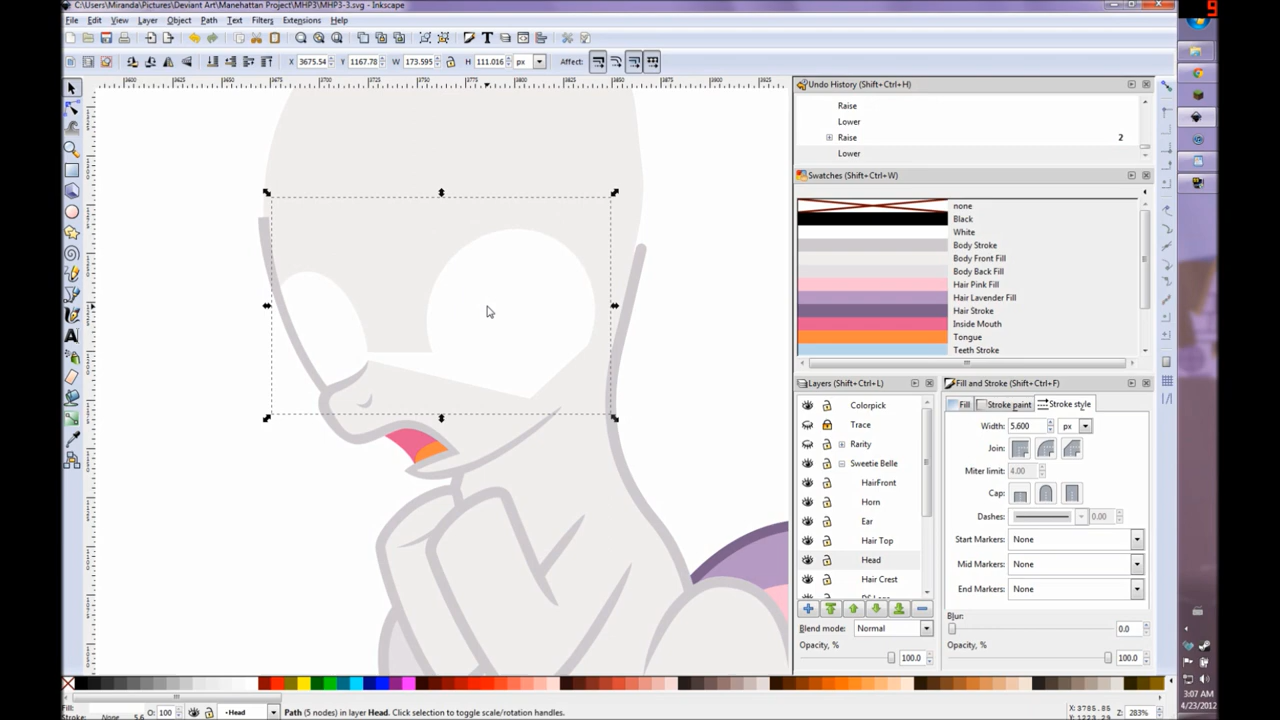 C:\Users\Miranda\Pictures\Deviant Art\Manehattan Project\MHP3\MHP3-3.svg - Inkscape
9
File Edit View Layer Object Path Text Filters Extensions Help
X 3675.54 Y 1167.78 W 173.595 H 111.016 px Affect:
Undo History (Shift+Ctrl+H)
Raise
Lower
Raise 2
Lower
Swatches (Shift+Ctrl+W)
none
Black
White
Body Stroke
Body Front Fill
Body Back Fill
Hair Pink Fill
Hair Lavender Fill
Hair Stroke
Inside Mouth
Tongue
Teeth Stroke
Layers (Shift+Ctrl+L)
Colorpick
Trace
Rarity
Sweetie Belle
HairFront
Horn
Ear
Hair Top
Head
Hair Crest
Blend mode: Normal
Opacity, % 100.0
Fill and Stroke (Shift+Ctrl+F)
Fill Stroke paint Stroke style
Width: 5.600 px
Join:
Miter limit: 4.00
Cap:
Dashes: 0.00
Start Markers: None
Mid Markers: None
End Markers: None
Blur:
0.0
Opacity, %
100.0
Fill:
Stroke: None 5.6 O: 100 •Head Path (5 nodes) in layer Head. Click selection to toggle scale/rotation handles. X: 3785.85 Z: 283%
3:07 AM
4/23/2012